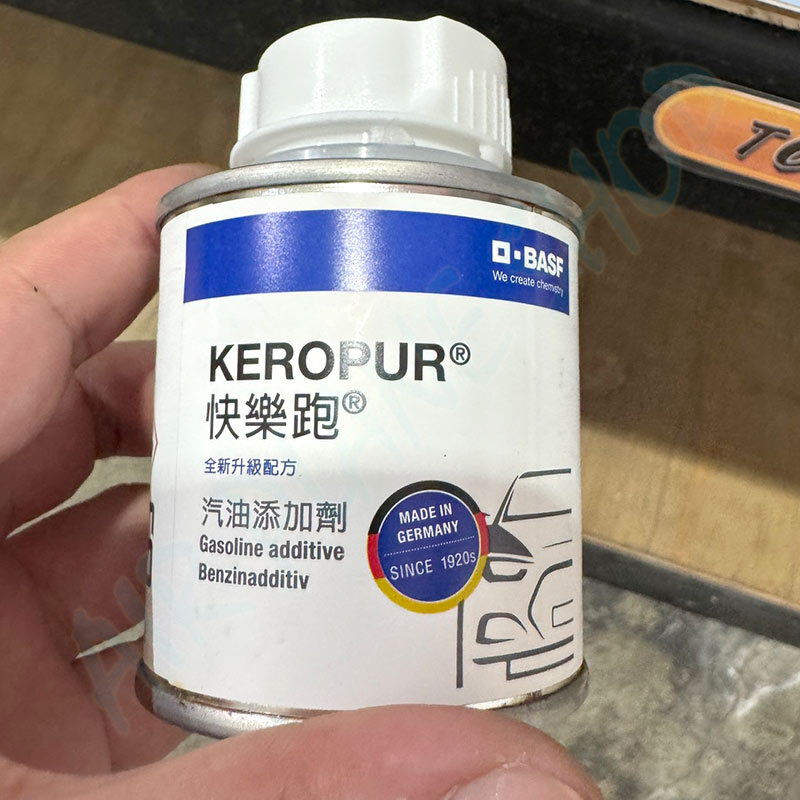 BASF
We create chemistry
KEROPUR®
快樂跑®
全新升級配方
汽油添加劑
Gasoline additive
Benzinadditiv
MADE IN
GERMANY
SINCE 1920s